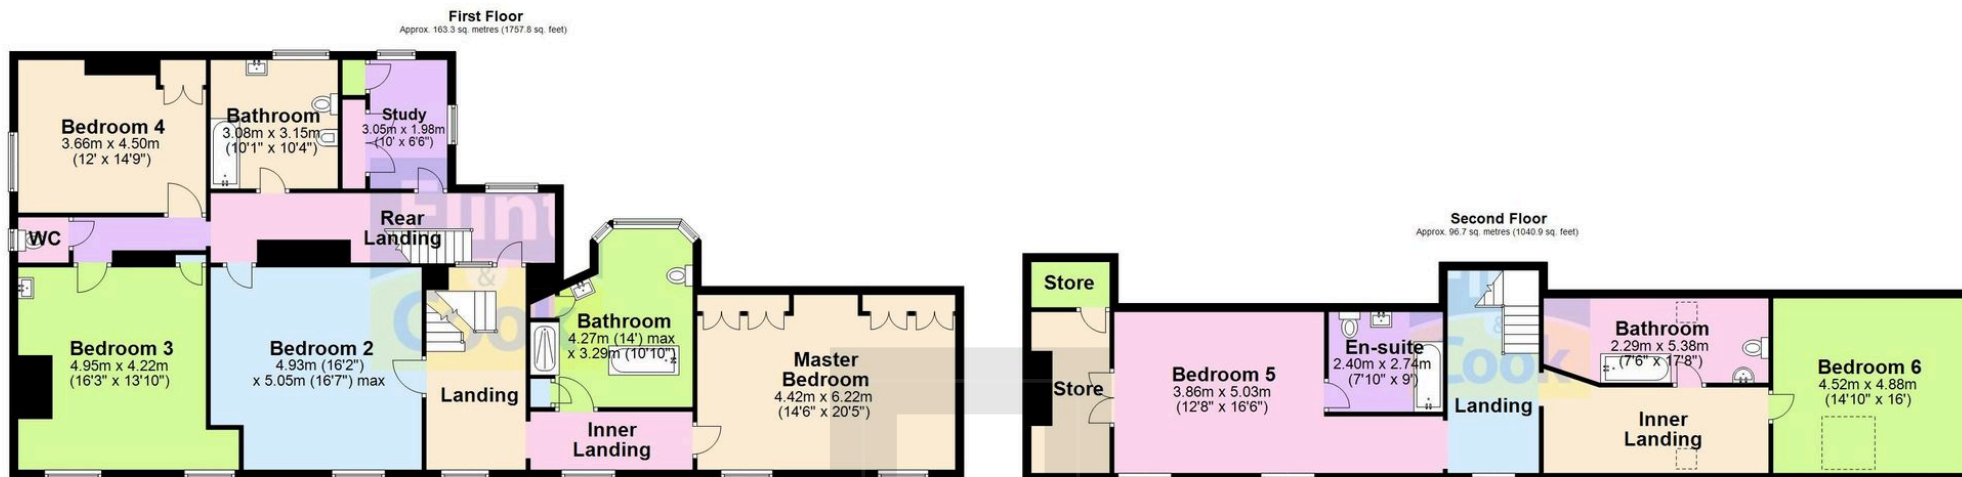 First Floor
Approx. 163.3 sq. metres (1757.8 sq. feet)
Bedroom 4
3.66m x 4.50m
(12' x 14'9")
Bathroom
3.08m x 3.15m
(10'1" x 10'4")
Study
3.05m x 1.98m
(10' x 6'6")
WC
Rear
Landing
Bedroom 3
4.95m x 4.22m
(16'3" x 13'10")
Bedroom 2
4.93m (16'2")
x 5.05m (16'7") max
Landing
Bathroom
4.27m (14') max
x 3.29m (10'10")
Inner
Landing
Master
Bedroom
4.42m x 6.22m
(14'6" x 20'5")
Flint
&
Cook
Second Floor
Approx. 96.7 sq. metres (1040.9 sq. feet)
Store
Store
Bedroom 5
3.86m x 5.03m
(12'8" x 16'6")
En-suite
2.40m x 2.74m
(7'10" x 9')
Landing
Bathroom
2.29m x 5.38m
(7'6" x 17'8")
Inner
Landing
Bedroom 6
4.52m x 4.88m
(14'10" x 16')
&
Cook